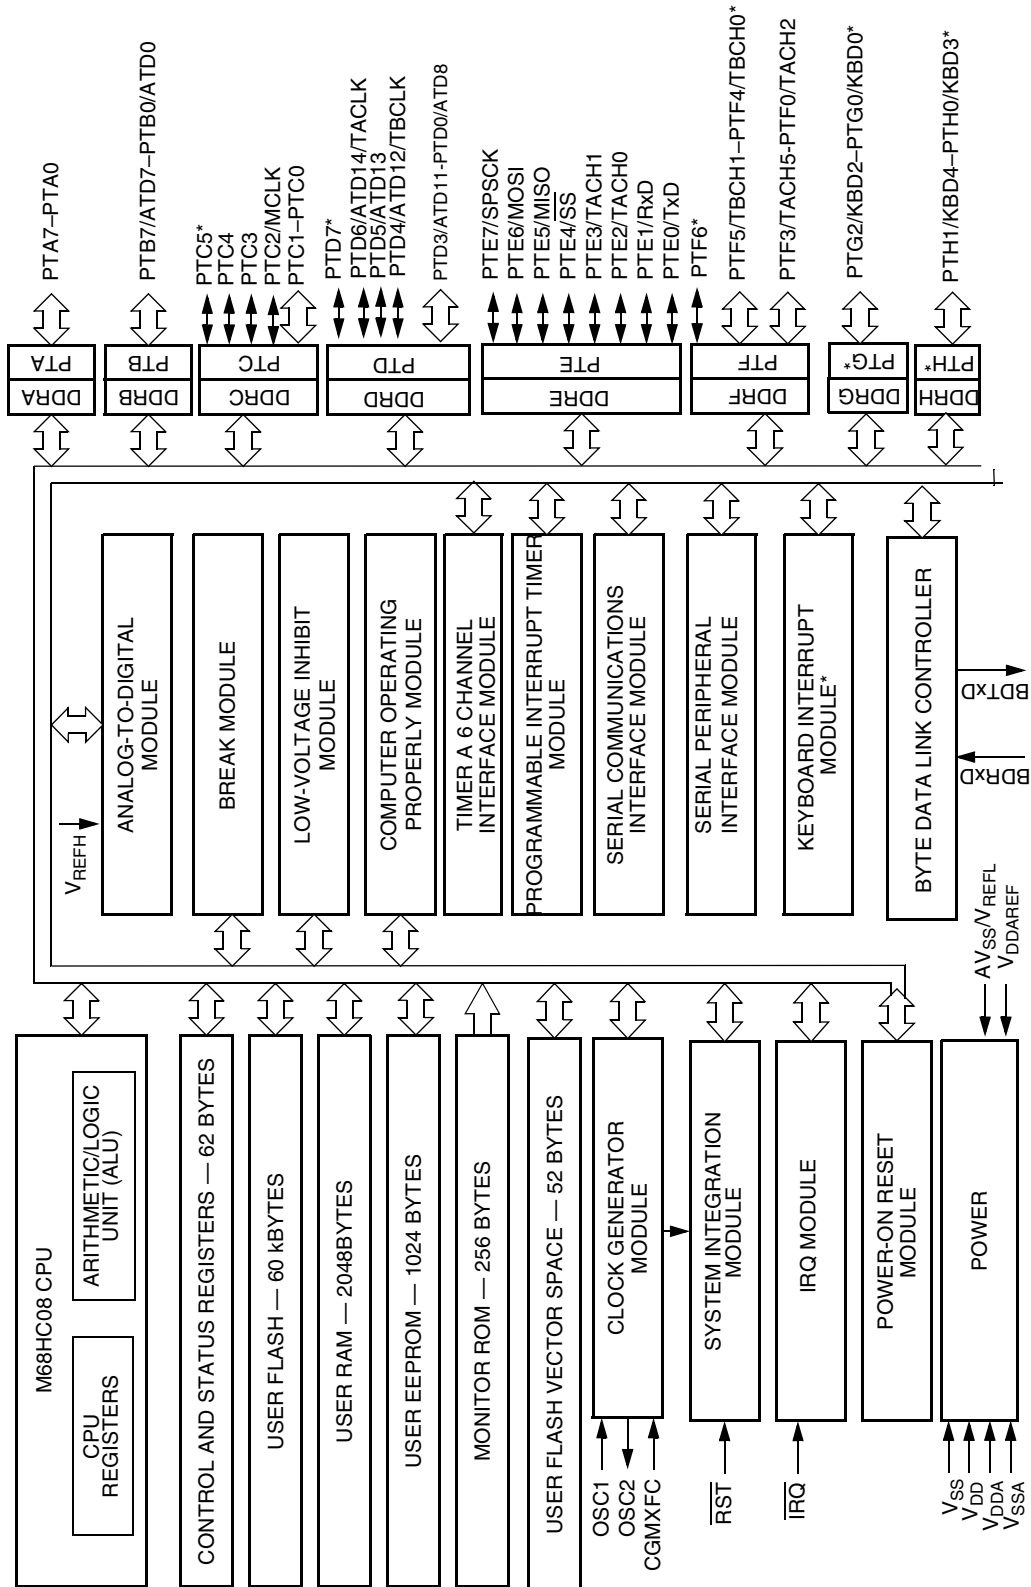 M68HC08 CPU
CPU
REGISTERS
ARITHMETIC/LOGIC
UNIT (ALU)
CONTROL AND STATUS REGISTERS — 62 BYTES
USER FLASH — 60 kBYTES
USER RAM — 2048BYTES
USER EEPROM — 1024 BYTES
MONITOR ROM — 256 BYTES
USER FLASH VECTOR SPACE — 52 BYTES
OSC1
OSC2
CGMXFC
CLOCK GENERATOR
MODULE
RST
SYSTEM INTEGRATION
MODULE
IRQ
IRQ MODULE
POWER-ON RESET
MODULE
VSS
VDD
VDDA
VSSA
POWER
AVSS/VREFL
VDDAREF
VREFH
ANALOG-TO-DIGITAL
MODULE
BREAK MODULE
LOW-VOLTAGE INHIBIT
MODULE
COMPUTER OPERATING
PROPERLY MODULE
TIMER A 6 CHANNEL
INTERFACE MODULE
PROGRAMMABLE INTERRUPT TIMER
MODULE
SERIAL COMMUNICATIONS
INTERFACE MODULE
SERIAL PERIPHERAL
INTERFACE MODULE
KEYBOARD INTERRUPT
MODULE*
BYTE DATA LINK CONTROLLER
BDRxD
BDTxD
DDRA
PTA
PTA7–PTA0
DDRB
PTB
PTB7/ATD7–PTB0/ATD0
DDRC
PTC
PTC5*
PTC4
PTC3
PTC2/MCLK
PTC1–PTC0
DDRD
PTD
PTD7*
PTD6/ATD14/TACLK
PTD5/ATD13
PTD4/ATD12/TBCLK
PTD3/ATD11-PTD0/ATD8
DDRE
PTE
PTE7/SPSCK
PTE6/MOSI
PTE5/MISO
PTE4/SS
PTE3/TACH1
PTE2/TACH0
PTE1/RxD
PTE0/TxD
DDRF
PTF
PTF6*
PTF5/TBCH1–PTF4/TBCH0*
PTF3/TACH5-PTF0/TACH2
DDRG
PTG*
PTG2/KBD2–PTG0/KBD0*
DDRH
PTH*
PTH1/KBD4–PTH0/KBD3*